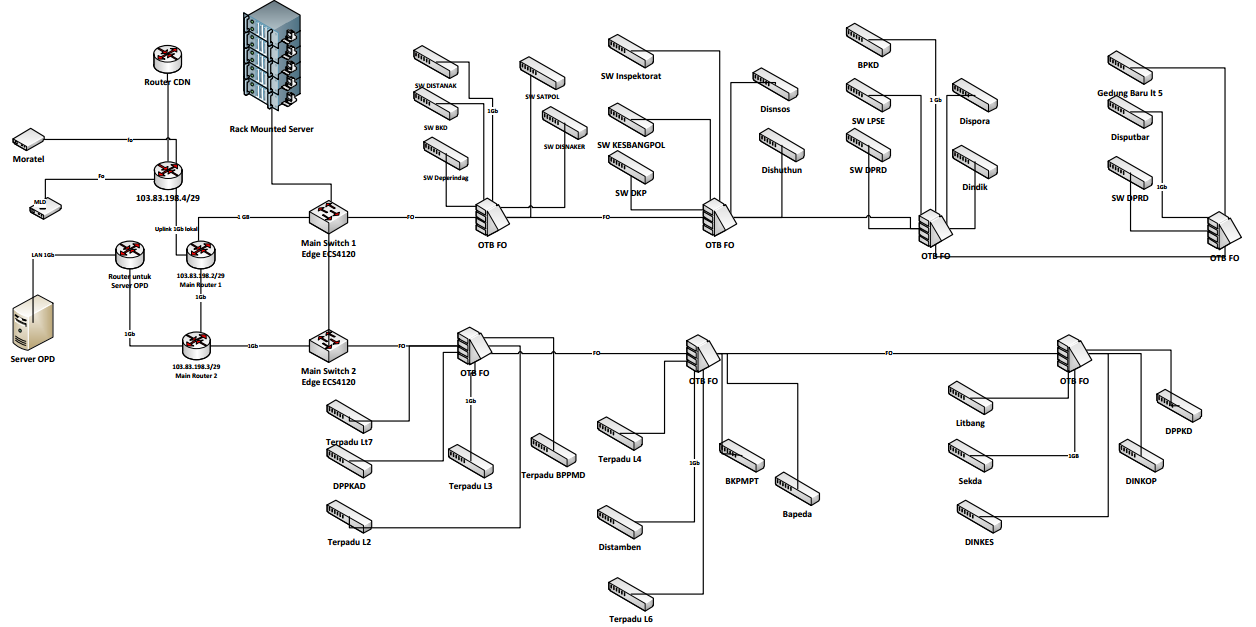 Router CDN
Rack Mounted Server
fo
Moratel
Fo
MLD
103.83.198.4/29
Uplink 1Gb lokal
1 GB
LAN 1Gb
Router untuk
Server OPD
103.83.198.2/29
Main Router 1
1Gb
1Gb
Server OPD
103.83.198.3/29
Main Router 2
1Gb
Main Switch 1
Edge ECS4120
Main Switch 2
Edge ECS4120
FO
SW DISTANAK
SW BKD
SW Deperindag
1Gb
SW SATPOL
SW DISNAKER
OTB FO
FO
SW Inspektorat
SW KESBANGPOL
SW DKP
Disnsos
Dishuthun
OTB FO
BPKD
SW LPSE
SW DPRD
1 Gb
Dispora
Dindik
OTB FO
Gedung Baru lt 5
Disputbar
SW DPRD
1Gb
OTB FO
FO
OTB FO
1Gb
Terpadu Lt7
DPPKAD
Terpadu L2
Terpadu L3
Terpadu BPPMD
FO
OTB FO
Terpadu L4
1Gb
Distamben
Terpadu L6
BKPMPT
Bapeda
FO
OTB FO
Litbang
Sekda
1GB
DINKES
DINKOP
DPPKD